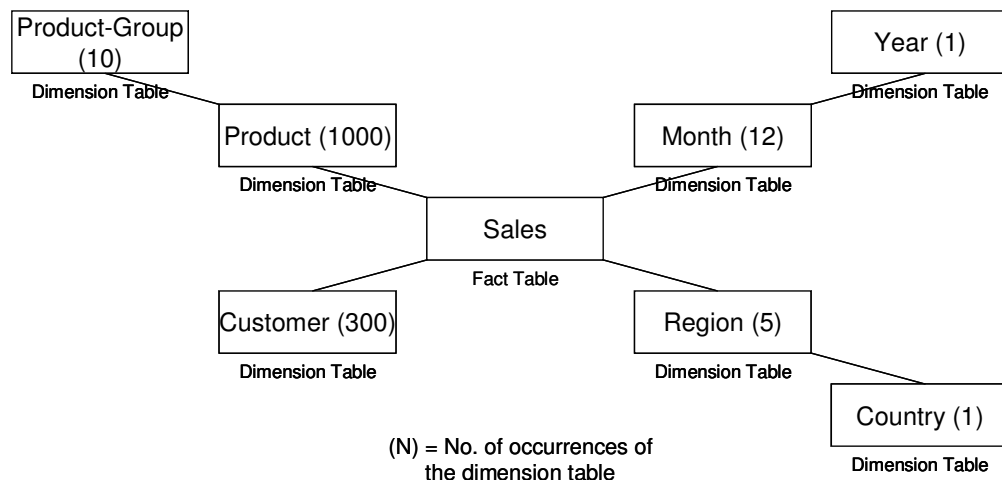 Product-Group
(10)
Dimension Table
Year (1)
Dimension Table
Product (1000)
Dimension Table
Month (12)
Dimension Table
Sales
Fact Table
Customer (300)
Dimension Table
Region (5)
Dimension Table
Country (1)
Dimension Table
(N) = No. of occurrences of
the dimension table